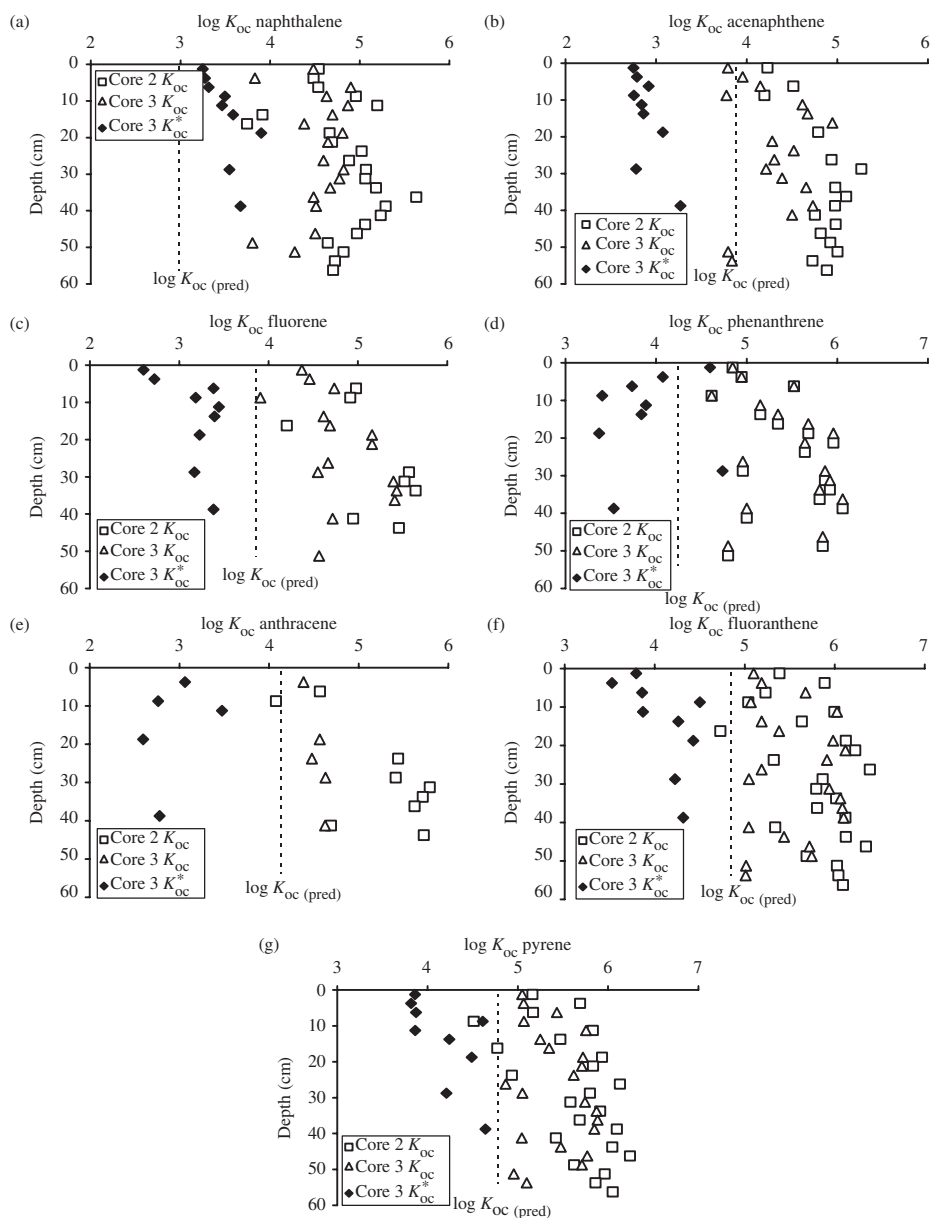 (a) log K_oc naphthalene
2 3 4 5 6
0
10
20
30
40
50
60
Depth (cm)
Core 2 K_oc
Core 3 K_oc
Core 3 K*_oc
log K_oc (pred)
(b) log K_oc acenaphthene
2 3 4 5 6
0
10
20
30
40
50
60
Depth (cm)
Core 2 K_oc
Core 3 K_oc
Core 3 K*_oc
log K_oc (pred)
(c) log K_oc fluorene
2 3 4 5 6
0
10
20
30
40
50
60
Depth (cm)
Core 2 K_oc
Core 3 K_oc
Core 3 K*_oc
log K_oc (pred)
(d) log K_oc phenanthrene
3 4 5 6 7
0
10
20
30
40
50
60
Depth (cm)
Core 2 K_oc
Core 3 K_oc
Core 3 K*_oc
log K_oc (pred)
(e) log K_oc anthracene
2 3 4 5 6
0
10
20
30
40
50
60
Depth (cm)
Core 2 K_oc
Core 3 K_oc
Core 3 K*_oc
log K_oc (pred)
(f) log K_oc fluoranthene
3 4 5 6 7
0
10
20
30
40
50
60
Depth (cm)
Core 2 K_oc
Core 3 K_oc
Core 3 K*_oc
log K_oc (pred)
(g) log K_oc pyrene
3 4 5 6 7
0
10
20
30
40
50
60
Depth (cm)
Core 2 K_oc
Core 3 K_oc
Core 3 K*_oc
log K_oc (pred)